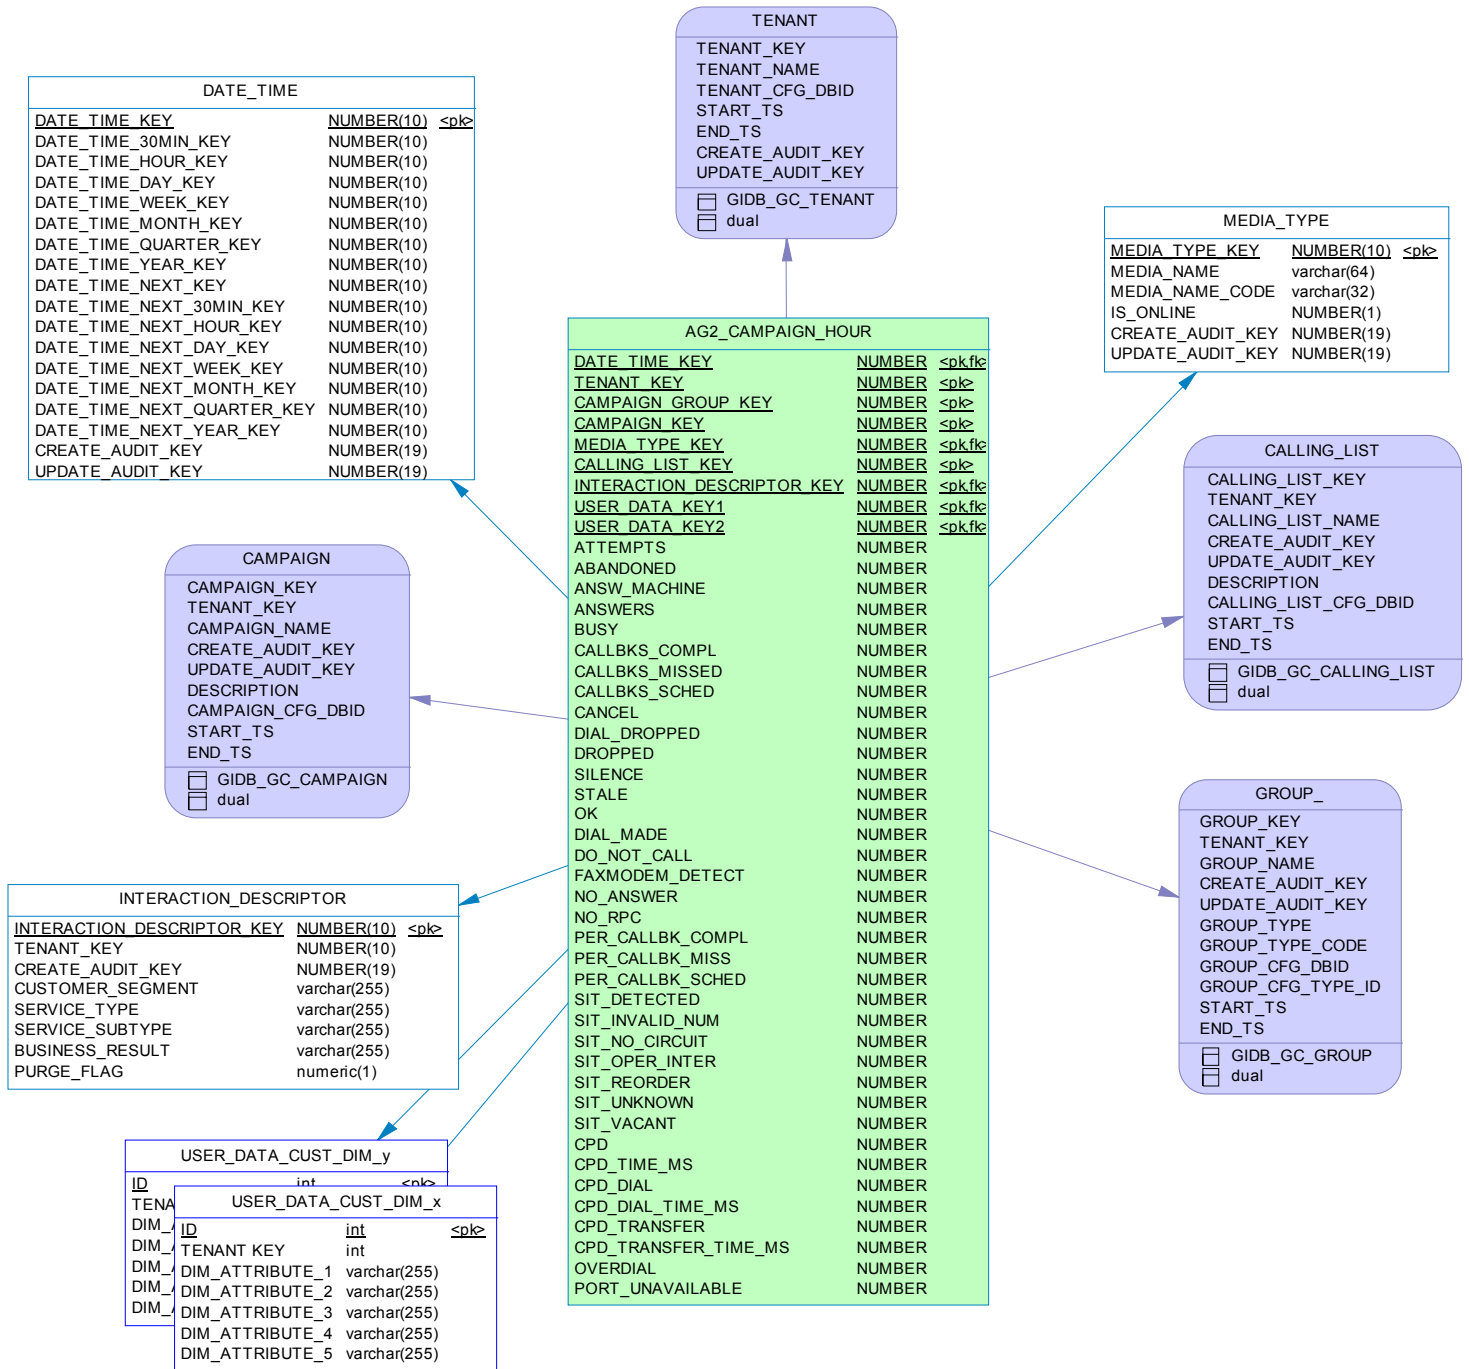 TENANT
TENANT_KEY
TENANT_NAME
TENANT_CFG_DBID
START_TS
END_TS
CREATE_AUDIT_KEY
UPDATE_AUDIT_KEY
GIDB_GC_TENANT
dual
DATE_TIME
DATE_TIME_KEY NUMBER(10) <pk>
DATE_TIME_30MIN_KEY NUMBER(10)
DATE_TIME_HOUR_KEY NUMBER(10)
DATE_TIME_DAY_KEY NUMBER(10)
DATE_TIME_WEEK_KEY NUMBER(10)
DATE_TIME_MONTH_KEY NUMBER(10)
DATE_TIME_QUARTER_KEY NUMBER(10)
DATE_TIME_YEAR_KEY NUMBER(10)
DATE_TIME_NEXT_KEY NUMBER(10)
DATE_TIME_NEXT_30MIN_KEY NUMBER(10)
DATE_TIME_NEXT_HOUR_KEY NUMBER(10)
DATE_TIME_NEXT_DAY_KEY NUMBER(10)
DATE_TIME_NEXT_WEEK_KEY NUMBER(10)
DATE_TIME_NEXT_MONTH_KEY NUMBER(10)
DATE_TIME_NEXT_QUARTER_KEY NUMBER(10)
DATE_TIME_NEXT_YEAR_KEY NUMBER(10)
CREATE_AUDIT_KEY NUMBER(19)
UPDATE_AUDIT_KEY NUMBER(19)
MEDIA_TYPE
MEDIA_TYPE_KEY NUMBER(10) <pk>
MEDIA_NAME varchar(64)
MEDIA_NAME_CODE varchar(32)
IS_ONLINE NUMBER(1)
CREATE_AUDIT_KEY NUMBER(19)
UPDATE_AUDIT_KEY NUMBER(19)
AG2_CAMPAIGN_HOUR
DATE_TIME_KEY NUMBER <pk,fk>
TENANT_KEY NUMBER <pk>
CAMPAIGN_GROUP_KEY NUMBER <pk>
CAMPAIGN_KEY NUMBER <pk>
MEDIA_TYPE_KEY NUMBER <pk,fk>
CALLING_LIST_KEY NUMBER <pk>
INTERACTION_DESCRIPTOR_KEY NUMBER <pk,fk>
USER_DATA_KEY1 NUMBER <pk,fk>
USER_DATA_KEY2 NUMBER <pk,fk>
ATTEMPTS NUMBER
ABANDONED NUMBER
ANSW_MACHINE NUMBER
ANSWERS NUMBER
BUSY NUMBER
CALLBKS_COMPL NUMBER
CALLBKS_MISSED NUMBER
CALLBKS_SCHED NUMBER
CANCEL NUMBER
DIAL_DROPPED NUMBER
DROPPED NUMBER
SILENCE NUMBER
STALE NUMBER
OK NUMBER
DIAL_MADE NUMBER
DO_NOT_CALL NUMBER
FAXMODEM_DETECT NUMBER
NO_ANSWER NUMBER
NO_RPC NUMBER
PER_CALLBK_COMPL NUMBER
PER_CALLBK_MISS NUMBER
PER_CALLBK_SCHED NUMBER
SIT_DETECTED NUMBER
SIT_INVALID_NUM NUMBER
SIT_NO_CIRCUIT NUMBER
SIT_OPER_INTER NUMBER
SIT_REORDER NUMBER
SIT_UNKNOWN NUMBER
SIT_VACANT NUMBER
CPD NUMBER
CPD_TIME_MS NUMBER
CPD_DIAL NUMBER
CPD_DIAL_TIME_MS NUMBER
CPD_TRANSFER NUMBER
CPD_TRANSFER_TIME_MS NUMBER
OVERDIAL NUMBER
PORT_UNAVAILABLE NUMBER
CALLING_LIST
CALLING_LIST_KEY
TENANT_KEY
CALLING_LIST_NAME
CREATE_AUDIT_KEY
UPDATE_AUDIT_KEY
DESCRIPTION
CALLING_LIST_CFG_DBID
START_TS
END_TS
GIDB_GC_CALLING_LIST
dual
CAMPAIGN
CAMPAIGN_KEY
TENANT_KEY
CAMPAIGN_NAME
CREATE_AUDIT_KEY
UPDATE_AUDIT_KEY
DESCRIPTION
CAMPAIGN_CFG_DBID
START_TS
END_TS
GIDB_GC_CAMPAIGN
dual
GROUP_
GROUP_KEY
TENANT_KEY
GROUP_NAME
CREATE_AUDIT_KEY
UPDATE_AUDIT_KEY
GROUP_TYPE
GROUP_TYPE_CODE
GROUP_CFG_DBID
GROUP_CFG_TYPE_ID
START_TS
END_TS
GIDB_GC_GROUP
dual
INTERACTION_DESCRIPTOR
INTERACTION_DESCRIPTOR_KEY NUMBER(10) <pk>
TENANT_KEY NUMBER(10)
CREATE_AUDIT_KEY NUMBER(19)
CUSTOMER_SEGMENT varchar(255)
SERVICE_TYPE varchar(255)
SERVICE_SUBTYPE varchar(255)
BUSINESS_RESULT varchar(255)
PURGE_FLAG numeric(1)
USER_DATA_CUST_DIM_y
ID int <pk>
TENA
DIM_
DIM_
DIM_
DIM_
DIM_
USER_DATA_CUST_DIM_x
ID int <pk>
TENANT KEY int
DIM_ATTRIBUTE_1 varchar(255)
DIM_ATTRIBUTE_2 varchar(255)
DIM_ATTRIBUTE_3 varchar(255)
DIM_ATTRIBUTE_4 varchar(255)
DIM_ATTRIBUTE_5 varchar(255)